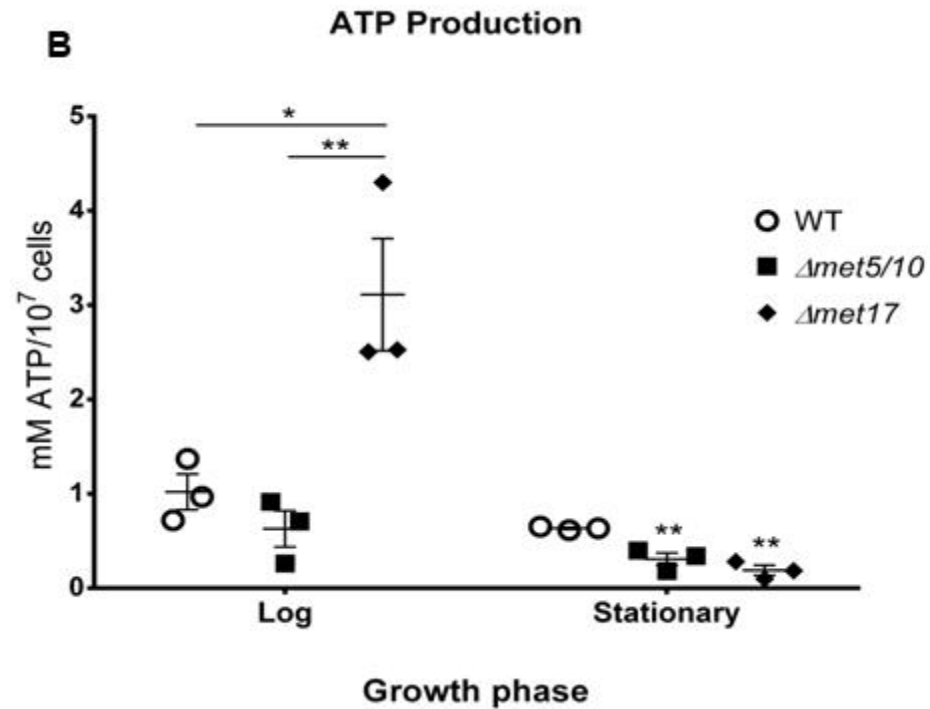 ATP Production
B
5
4
3
2
1
0
mM ATP/10⁷ cells
*
**
WT
Δmet5/10
Δmet17
**
**
Log
Stationary
Growth phase